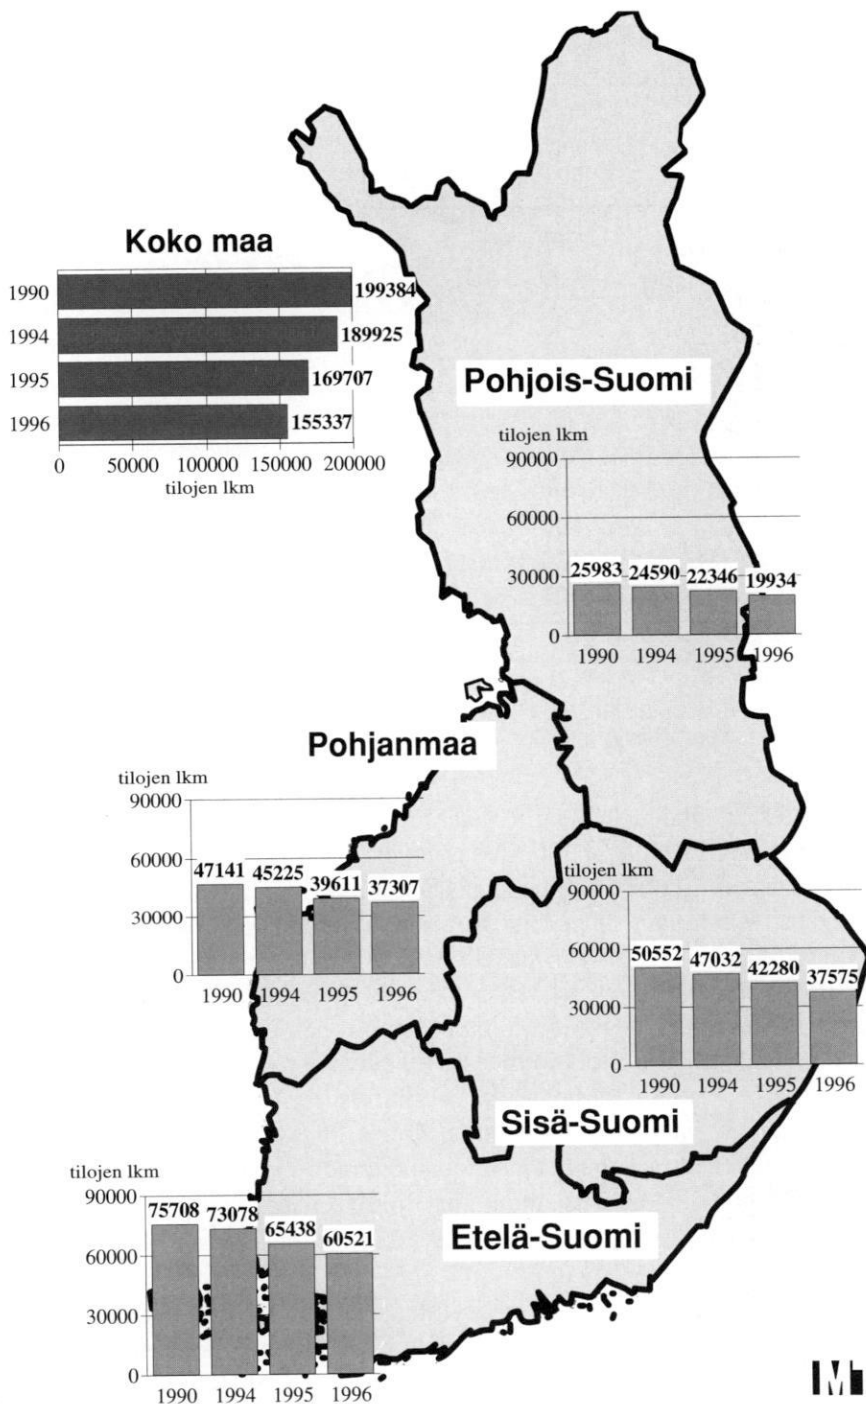 Koko maa
1990 199384
1994 189925
1995 169707
1996 155337
0 50000 100000 150000 200000
tilojen lkm
Pohjois-Suomi
tilojen lkm
90000
60000
30000
0
25983 24590 22346 19934
1990 1994 1995 1996
Pohjanmaa
tilojen lkm
90000
60000
30000
0
47141 45225 39611 37307
1990 1994 1995 1996
tilojen lkm
90000
60000
30000
0
50552 47032 42280 37575
1990 1994 1995 1996
Sisä-Suomi
tilojen lkm
90000
60000
30000
0
75708 73078 65438 60521
1990 1994 1995 1996
Etelä-Suomi